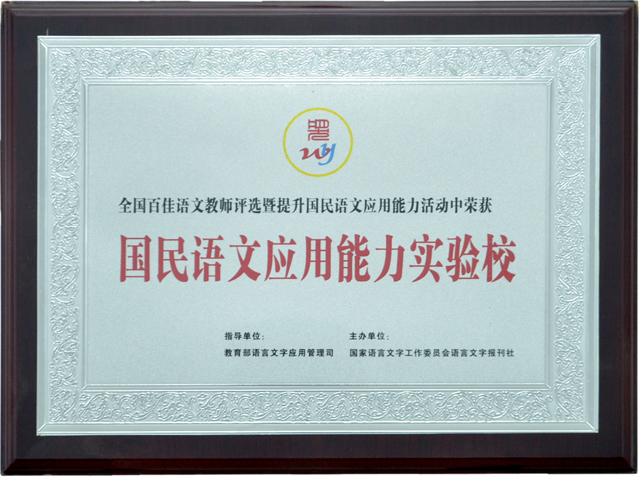 wy
全国百佳语文教师评选暨提升国民语文应用能力活动中荣获
国民语文应用能力实验校
指导单位：
教育部语言文字应用管理司
主办单位：
国家语言文字工作委员会语言文字报刊社